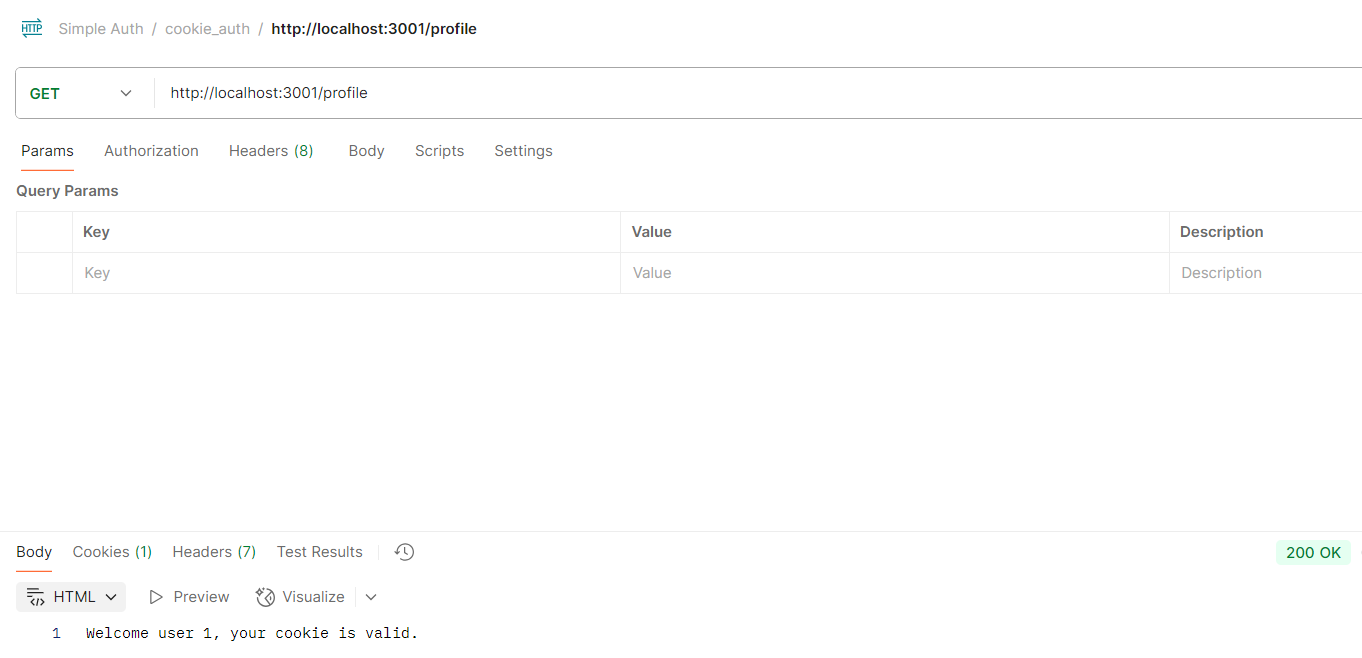 HTTP Simple Auth / cookie_auth / http://localhost:3001/profile
GET http://localhost:3001/profile
Params Authorization Headers (8) Body Scripts Settings
Query Params
Key Value Description
Key Value Description
Body Cookies (1) Headers (7) Test Results 200 OK
HTML Preview Visualize
1 Welcome user 1, your cookie is valid.